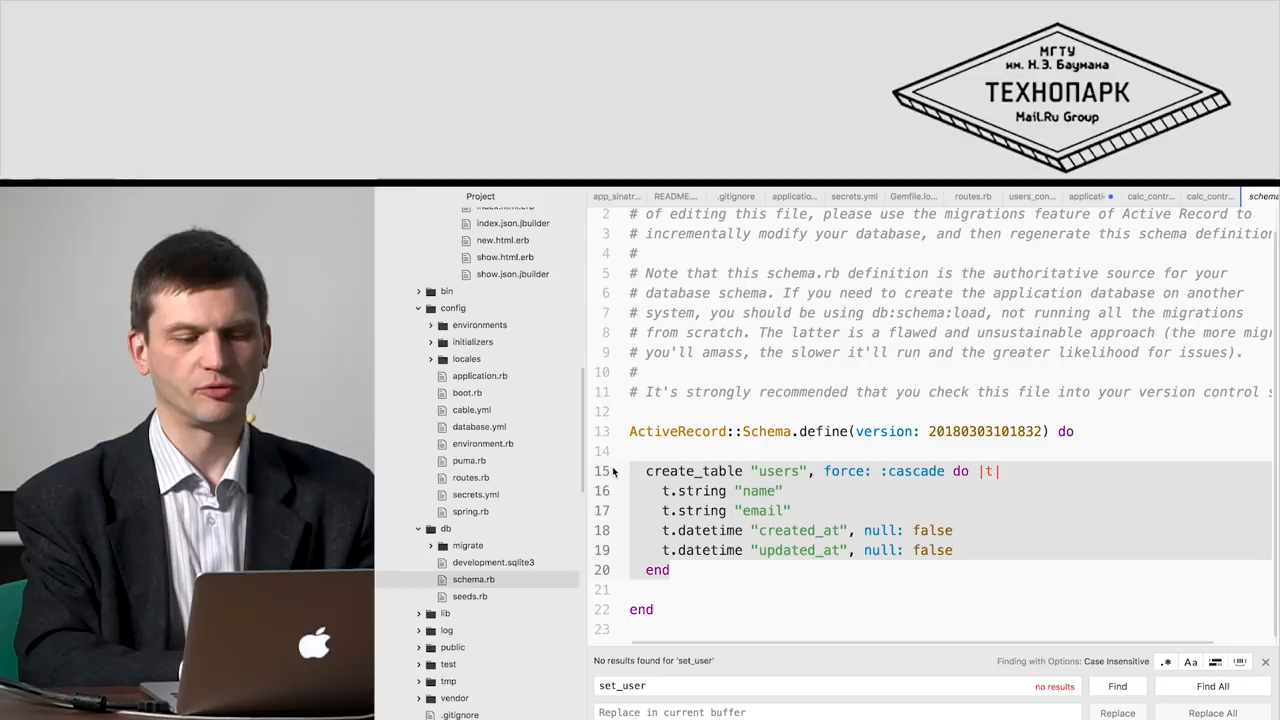 МГТУ
им. Н.Э. Баумана
ТЕХНОПАРК
Mail.Ru Group
Project
index.html.erb
index.json.jbuilder
new.html.erb
show.html.erb
show.json.jbuilder
bin
config
environments
initializers
locales
application.rb
boot.rb
cable.yml
database.yml
environment.rb
puma.rb
routes.rb
secrets.yml
spring.rb
db
migrate
development.sqlite3
schema.rb
seeds.rb
lib
log
public
test
tmp
vendor
.gitignore
app_sinatr... README.... .gitignore applicatio... secrets.yml Gemfile.lo... routes.rb users_con... applicati calc_contr... calc_contr... schema
2 # of editing this file, please use the migrations feature of Active Record to
3 # incrementally modify your database, and then regenerate this schema definition
4 #
5 # Note that this schema.rb definition is the authoritative source for your
6 # database schema. If you need to create the application database on another
7 # system, you should be using db:schema:load, not running all the migrations
8 # from scratch. The latter is a flawed and unsustainable approach (the more mig
9 # you'll amass, the slower it'll run and the greater likelihood for issues).
10 #
11 # It's strongly recommended that you check this file into your version control s
12
13 ActiveRecord::Schema.define(version: 20180303101832) do
14
15 create_table "users", force: :cascade do |t|
16 t.string "name"
17 t.string "email"
18 t.datetime "created_at", null: false
19 t.datetime "updated_at", null: false
20 end
21
22 end
23
No results found for 'set_user' Finding with Options: Case Insensitive .* Aa
set_user no results Find Find All
Replace in current buffer Replace Replace All